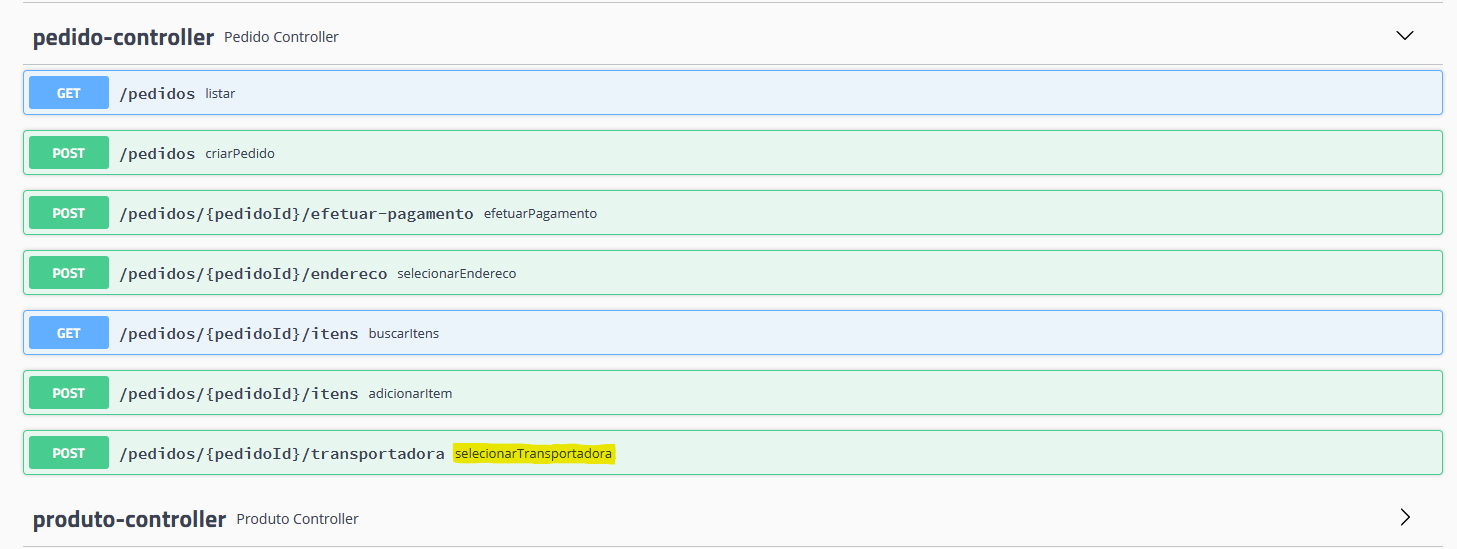 pedido-controller Pedido Controller
GET /pedidos listar
POST /pedidos criarPedido
POST /pedidos/{pedidoId}/efetuar-pagamento efetuarPagamento
POST /pedidos/{pedidoId}/endereco selecionarEndereco
GET /pedidos/{pedidoId}/itens buscarItens
POST /pedidos/{pedidoId}/itens adicionarItem
POST /pedidos/{pedidoId}/transportadora selecionarTransportadora
produto-controller Produto Controller